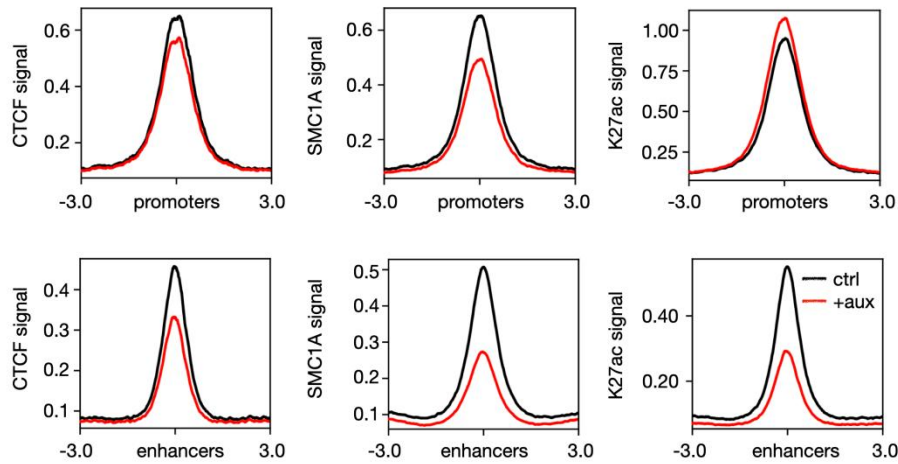 CTCF signal
0.6
0.4
0.2
-3.0 promoters 3.0
SMC1A signal
0.6
0.4
0.2
-3.0 promoters 3.0
K27ac signal
1.00
0.75
0.50
0.25
-3.0 promoters 3.0
CTCF signal
0.4
0.3
0.2
0.1
-3.0 enhancers 3.0
SMC1A signal
0.5
0.4
0.3
0.2
0.1
-3.0 enhancers 3.0
K27ac signal
0.40
0.20
ctrl
+aux
-3.0 enhancers 3.0